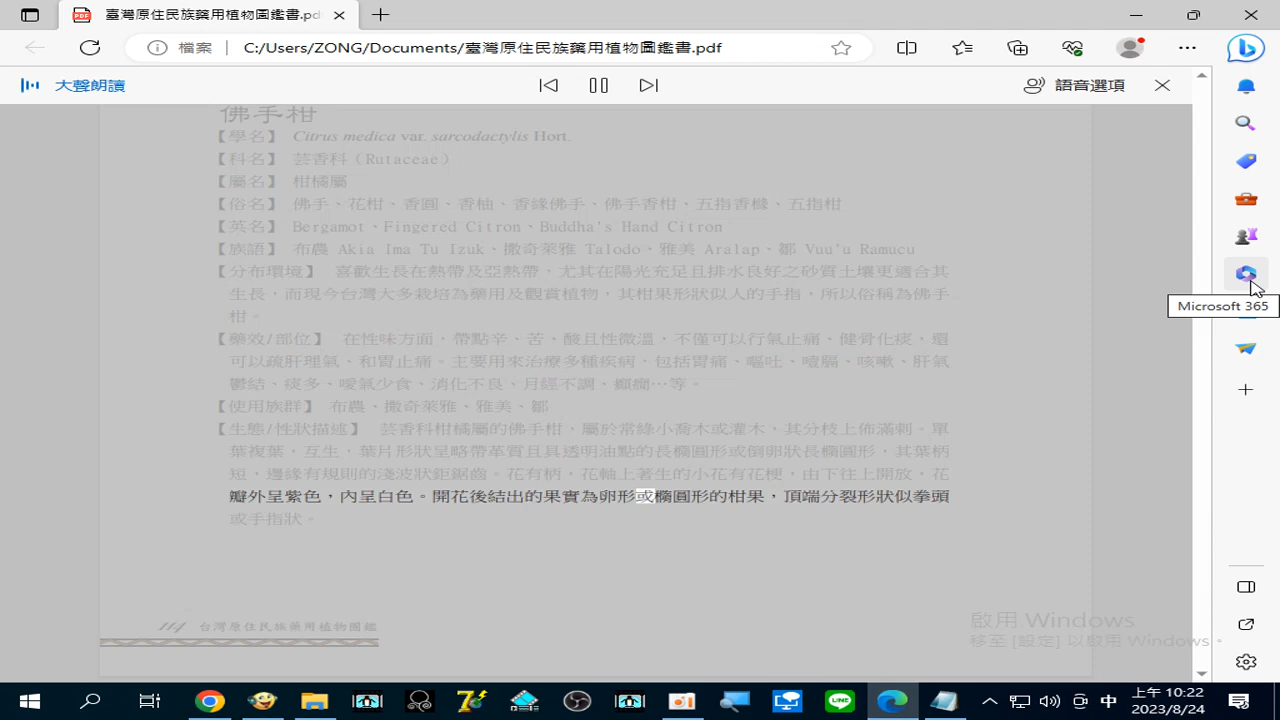 臺灣原住民族藥用植物圖鑑書.pdf
檔案 C:/Users/ZONG/Documents/臺灣原住民族藥用植物圖鑑書.pdf
大聲朗讀
語音選項
佛手柑
【學名】 Citrus medica var. sarcodactylis Hort.
【科名】 芸香科（Rutaceae）
【屬名】 柑橘屬
【俗名】 佛手、花柑、香圓、香柚、香緣佛手、佛手香柑、五指香櫞、五指柑
【英名】 Bergamot、Fingered Citron、Buddha's Hand Citron
【族語】 布農 Akia Ima Tu Izuk、撒奇萊雅 Talodo、雅美 Aralap、鄒 Vuu'u Ramucu
【分布環境】 喜歡生長在熱帶及亞熱帶，尤其在陽光充足且排水良好之砂質土壤更適合其
生長，而現今台灣大多栽培為藥用及觀賞植物，其柑果形狀似人的手指，所以俗稱為佛手
柑。
【藥效/部位】 在性味方面，帶點辛、苦、酸且性微溫，不僅可以行氣止痛、健骨化痰，還
可以疏肝理氣、和胃止痛。主要用來治療多種疾病，包括胃痛、嘔吐、噎膈、咳嗽、肝氣
鬱結、痰多、噯氣少食、消化不良、月經不調、癲癇…等。
【使用族群】 布農、撒奇萊雅、雅美、鄒
【生態/性狀描述】 芸香科柑橘屬的佛手柑，屬於常綠小喬木或灌木，其分枝上佈滿刺。單
葉複葉，互生，葉片形狀呈略帶革質且具透明油點的長橢圓形或倒卵狀長橢圓形，其葉柄
短，邊緣有規則的淺波狀鉅鋸齒。花有柄，花軸上著生的小花有花梗，由下往上開放，花
瓣外呈紫色，內呈白色。開花後結出的果實為卵形或橢圓形的柑果，頂端分裂形狀似拳頭
或手指狀。
台灣原住民族藥用植物圖鑑
Microsoft 365
啟用 Windows
移至 [設定] 以啟用 Windows。
中
上午 10:22
2023/8/24